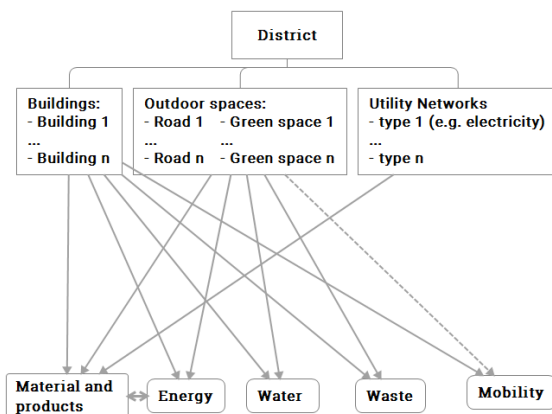 District
Buildings:
- Building 1
...
- Building n
Outdoor spaces:
- Road 1 - Green space 1
... ...
- Road n - Green space n
Utility Networks
- type 1 (e.g. electricity)
...
- type n
Material and
products
Energy
Water
Waste
Mobility